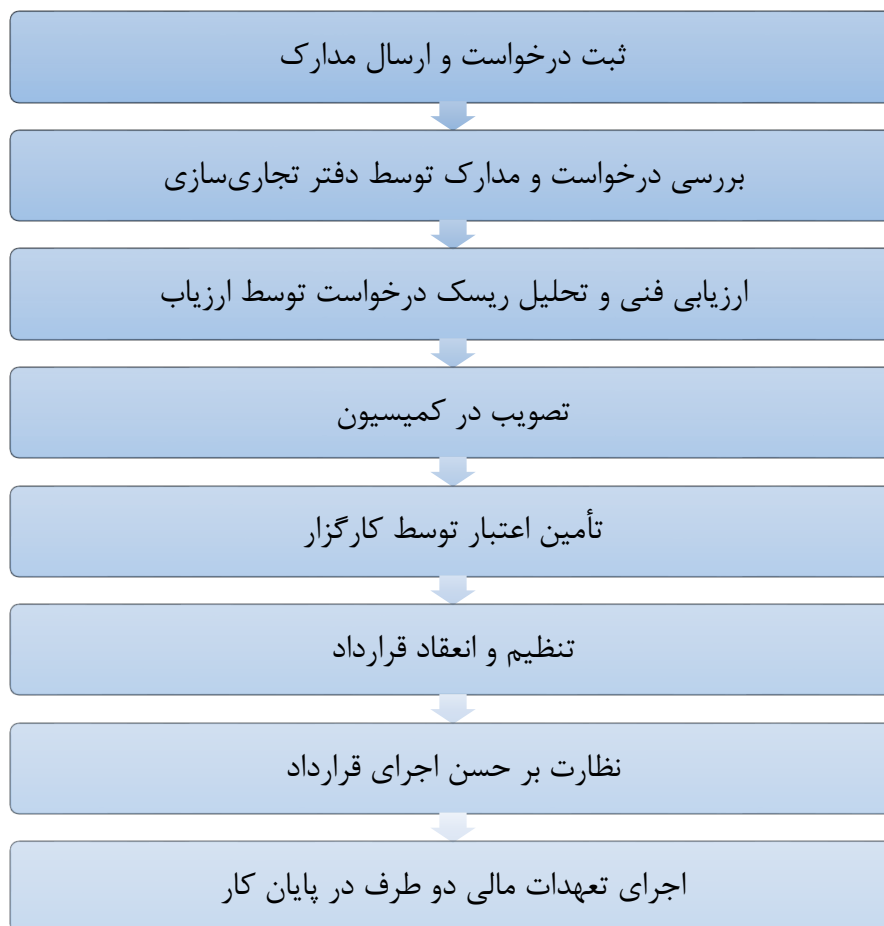 ثبت درخواست و ارسال مدارک
بررسی درخواست و مدارک توسط دفتر تجاری‌سازی
ارزیابی فنی و تحلیل ریسک درخواست توسط ارزیاب
تصویب در کمیسیون
تأمین اعتبار توسط کارگزار
تنظیم و انعقاد قرارداد
نظارت بر حسن اجرای قرارداد
اجرای تعهدات مالی دو طرف در پایان کار